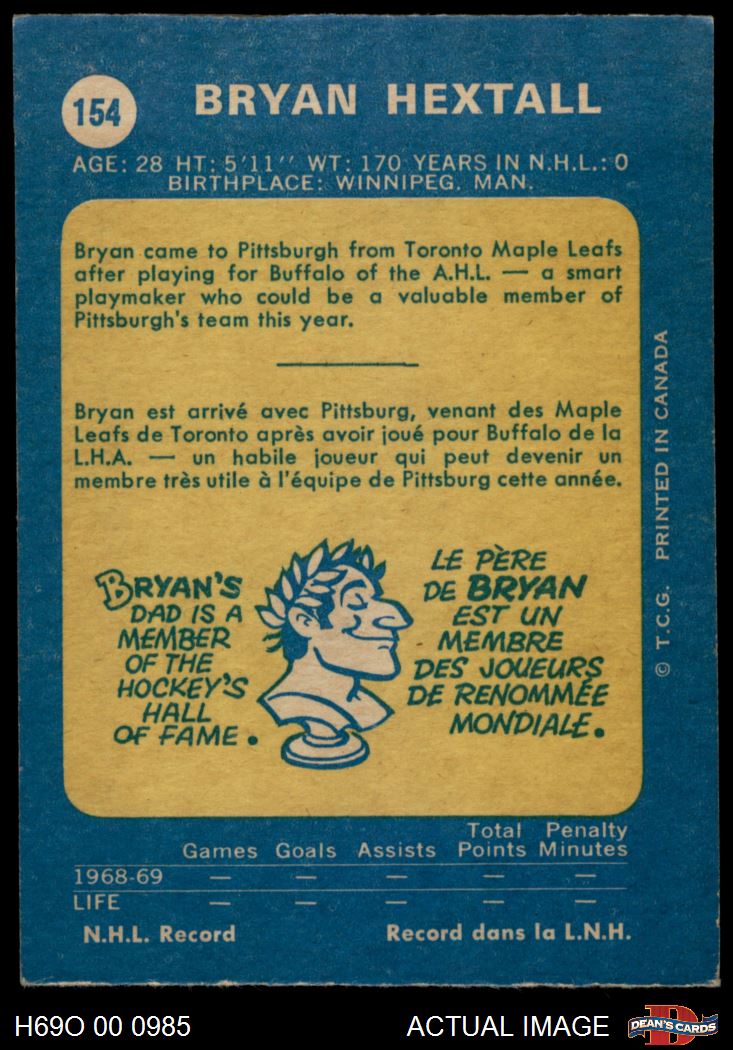 154
BRYAN HEXTALL
AGE: 28 HT: 5'11'' WT: 170 YEARS IN N.H.L.: 0
BIRTHPLACE: WINNIPEG, MAN.
Bryan came to Pittsburgh from Toronto Maple Leafs
after playing for Buffalo of the A.H.L. — a smart
playmaker who could be a valuable member of
Pittsburgh's team this year.
Bryan est arrivé avec Pittsburg, venant des Maple
Leafs de Toronto après avoir joué pour Buffalo de la
L.H.A. — un habile joueur qui peut devenir un
membre très utile à l'équipe de Pittsburg cette année.
BRYAN'S
DAD IS A
MEMBER
OF THE
HOCKEY'S
HALL
OF FAME.
LE PÈRE
DE BRYAN
EST UN
MEMBRE
DES JOUEURS
DE RENOMMÉE
MONDIALE.
© T.C.G. PRINTED IN CANADA
Games Goals Assists Total Points Penalty Minutes
1968-69 — — — — —
LIFE — — — — —
N.H.L. Record Record dans la L.N.H.
H69O 00 0985 ACTUAL IMAGE D DEAN'S CARDS